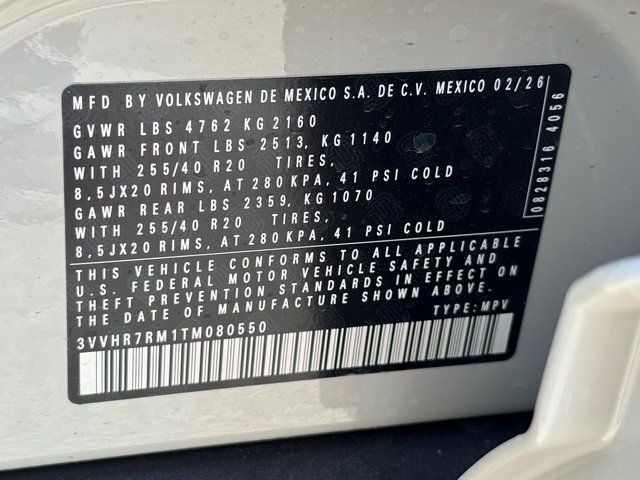 MFD BY VOLKSWAGEN DE MEXICO S.A. DE C.V. MEXICO 02/26
GVWR LBS 4762 KG 2160
GAWR FRONT LBS 2513, KG 1140
WITH 255/40 R20 TIRES,
8,5JX20 RIMS, AT 280 KPA, 41 PSI COLD
GAWR REAR LBS 2359, KG 1070
WITH 255/40 R20 TIRES,
8,5JX20 RIMS, AT 280 KPA, 41 PSI COLD
THIS VEHICLE CONFORMS TO ALL APPLICABLE
U.S. FEDERAL MOTOR VEHICLE SAFETY AND
THEFT PREVENTION STANDARDS IN EFFECT ON
THE DATE OF MANUFACTURE SHOWN ABOVE.
TYPE: MPV
3VVHR7RM1TM080550
0828316 4056